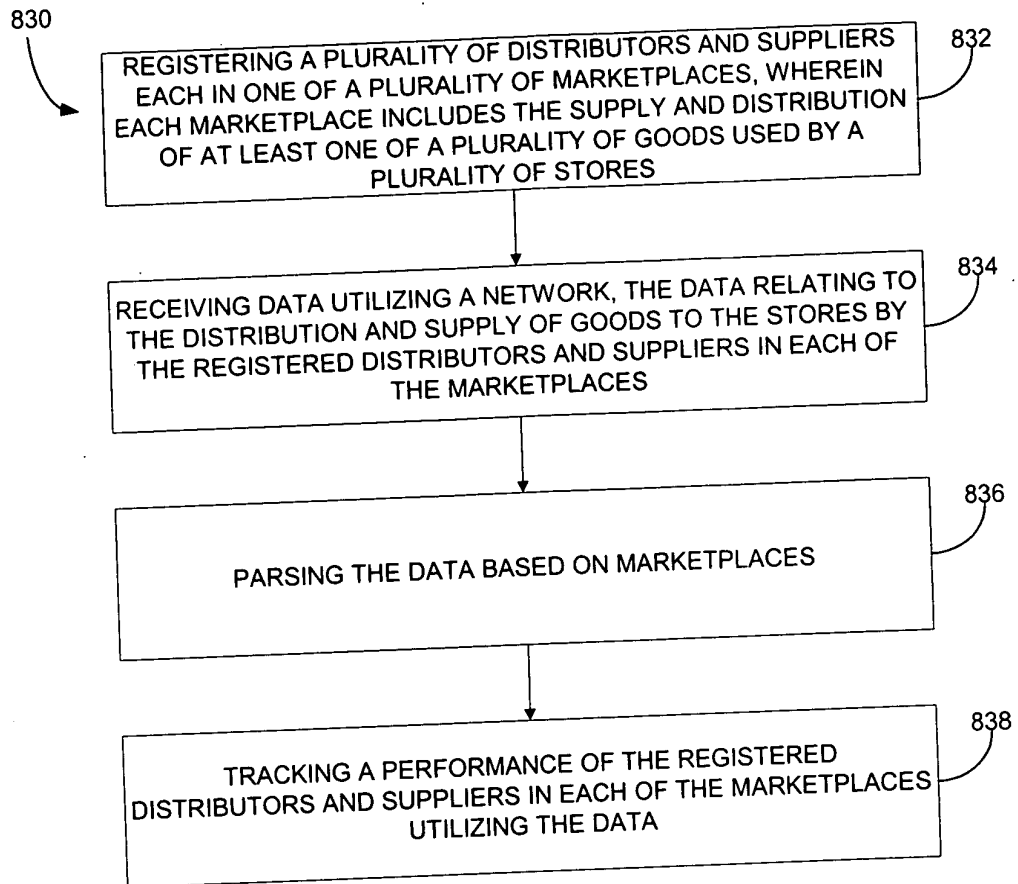 830
832
REGISTERING A PLURALITY OF DISTRIBUTORS AND SUPPLIERS
EACH IN ONE OF A PLURALITY OF MARKETPLACES, WHEREIN
EACH MARKETPLACE INCLUDES THE SUPPLY AND DISTRIBUTION
OF AT LEAST ONE OF A PLURALITY OF GOODS USED BY A
PLURALITY OF STORES
834
RECEIVING DATA UTILIZING A NETWORK, THE DATA RELATING TO
THE DISTRIBUTION AND SUPPLY OF GOODS TO THE STORES BY
THE REGISTERED DISTRIBUTORS AND SUPPLIERS IN EACH OF
THE MARKETPLACES
836
PARSING THE DATA BASED ON MARKETPLACES
838
TRACKING A PERFORMANCE OF THE REGISTERED
DISTRIBUTORS AND SUPPLIERS IN EACH OF THE MARKETPLACES
UTILIZING THE DATA